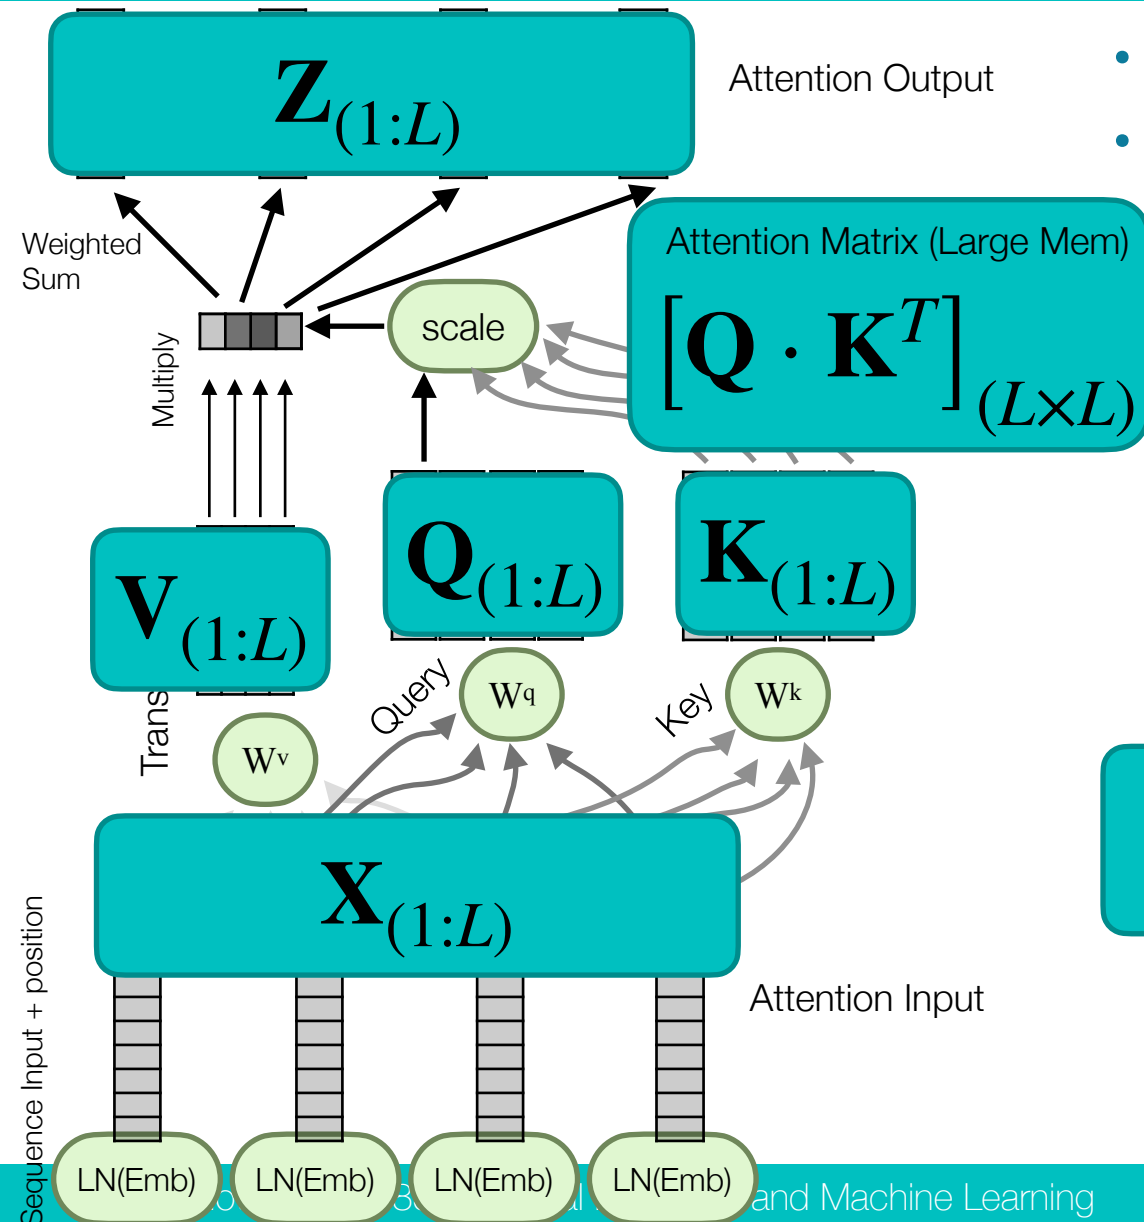 Z(1:L)
Attention Output
Weighted
Sum
Attention Matrix (Large Mem)
[Q · K^T](L×L)
scale
Multiply
V(1:L)
Q(1:L)
K(1:L)
Trans
Query
Wq
Key
Wk
Wv
X(1:L)
Sequence Input + position
Attention Input
LN(Emb)
LN(Emb)
LN(Emb)
LN(Emb)
and Machine Learning